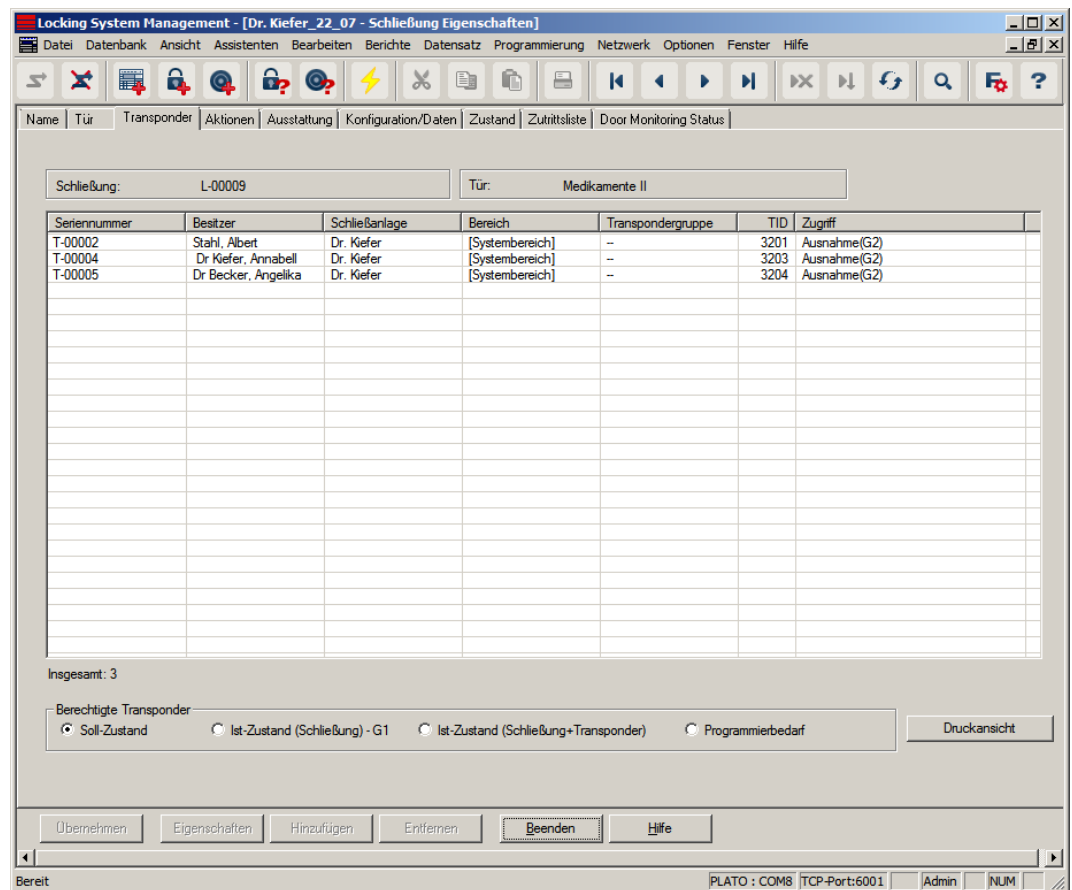 Locking System Management - [Dr. Kiefer_22_07 - Schließung Eigenschaften]
Datei Datenbank Ansicht Assistenten Bearbeiten Berichte Datensatz Programmierung Netzwerk Optionen Fenster Hilfe
Name Tür Transponder Aktionen Ausstattung Konfiguration/Daten Zustand Zutrittsliste Door Monitoring Status
Schließung: L-00009 Tür: Medikamente II
Seriennummer Besitzer Schließanlage Bereich Transpondergruppe TID Zugriff
T-00002 Stahl, Albert Dr. Kiefer [Systembereich] -- 3201 Ausnahme(G2)
T-00004 Dr Kiefer, Annabell Dr. Kiefer [Systembereich] -- 3203 Ausnahme(G2)
T-00005 Dr Becker, Angelika Dr. Kiefer [Systembereich] -- 3204 Ausnahme(G2)
Insgesamt: 3
Berechtigte Transponder
Soll-Zustand Ist-Zustand (Schließung) - G1 Ist-Zustand (Schließung+Transponder) Programmierbedarf Druckansicht
Übernehmen Eigenschaften Hinzufügen Entfernen Beenden Hilfe
Bereit PLATO : COM8 TCP-Port:6001 Admin NUM